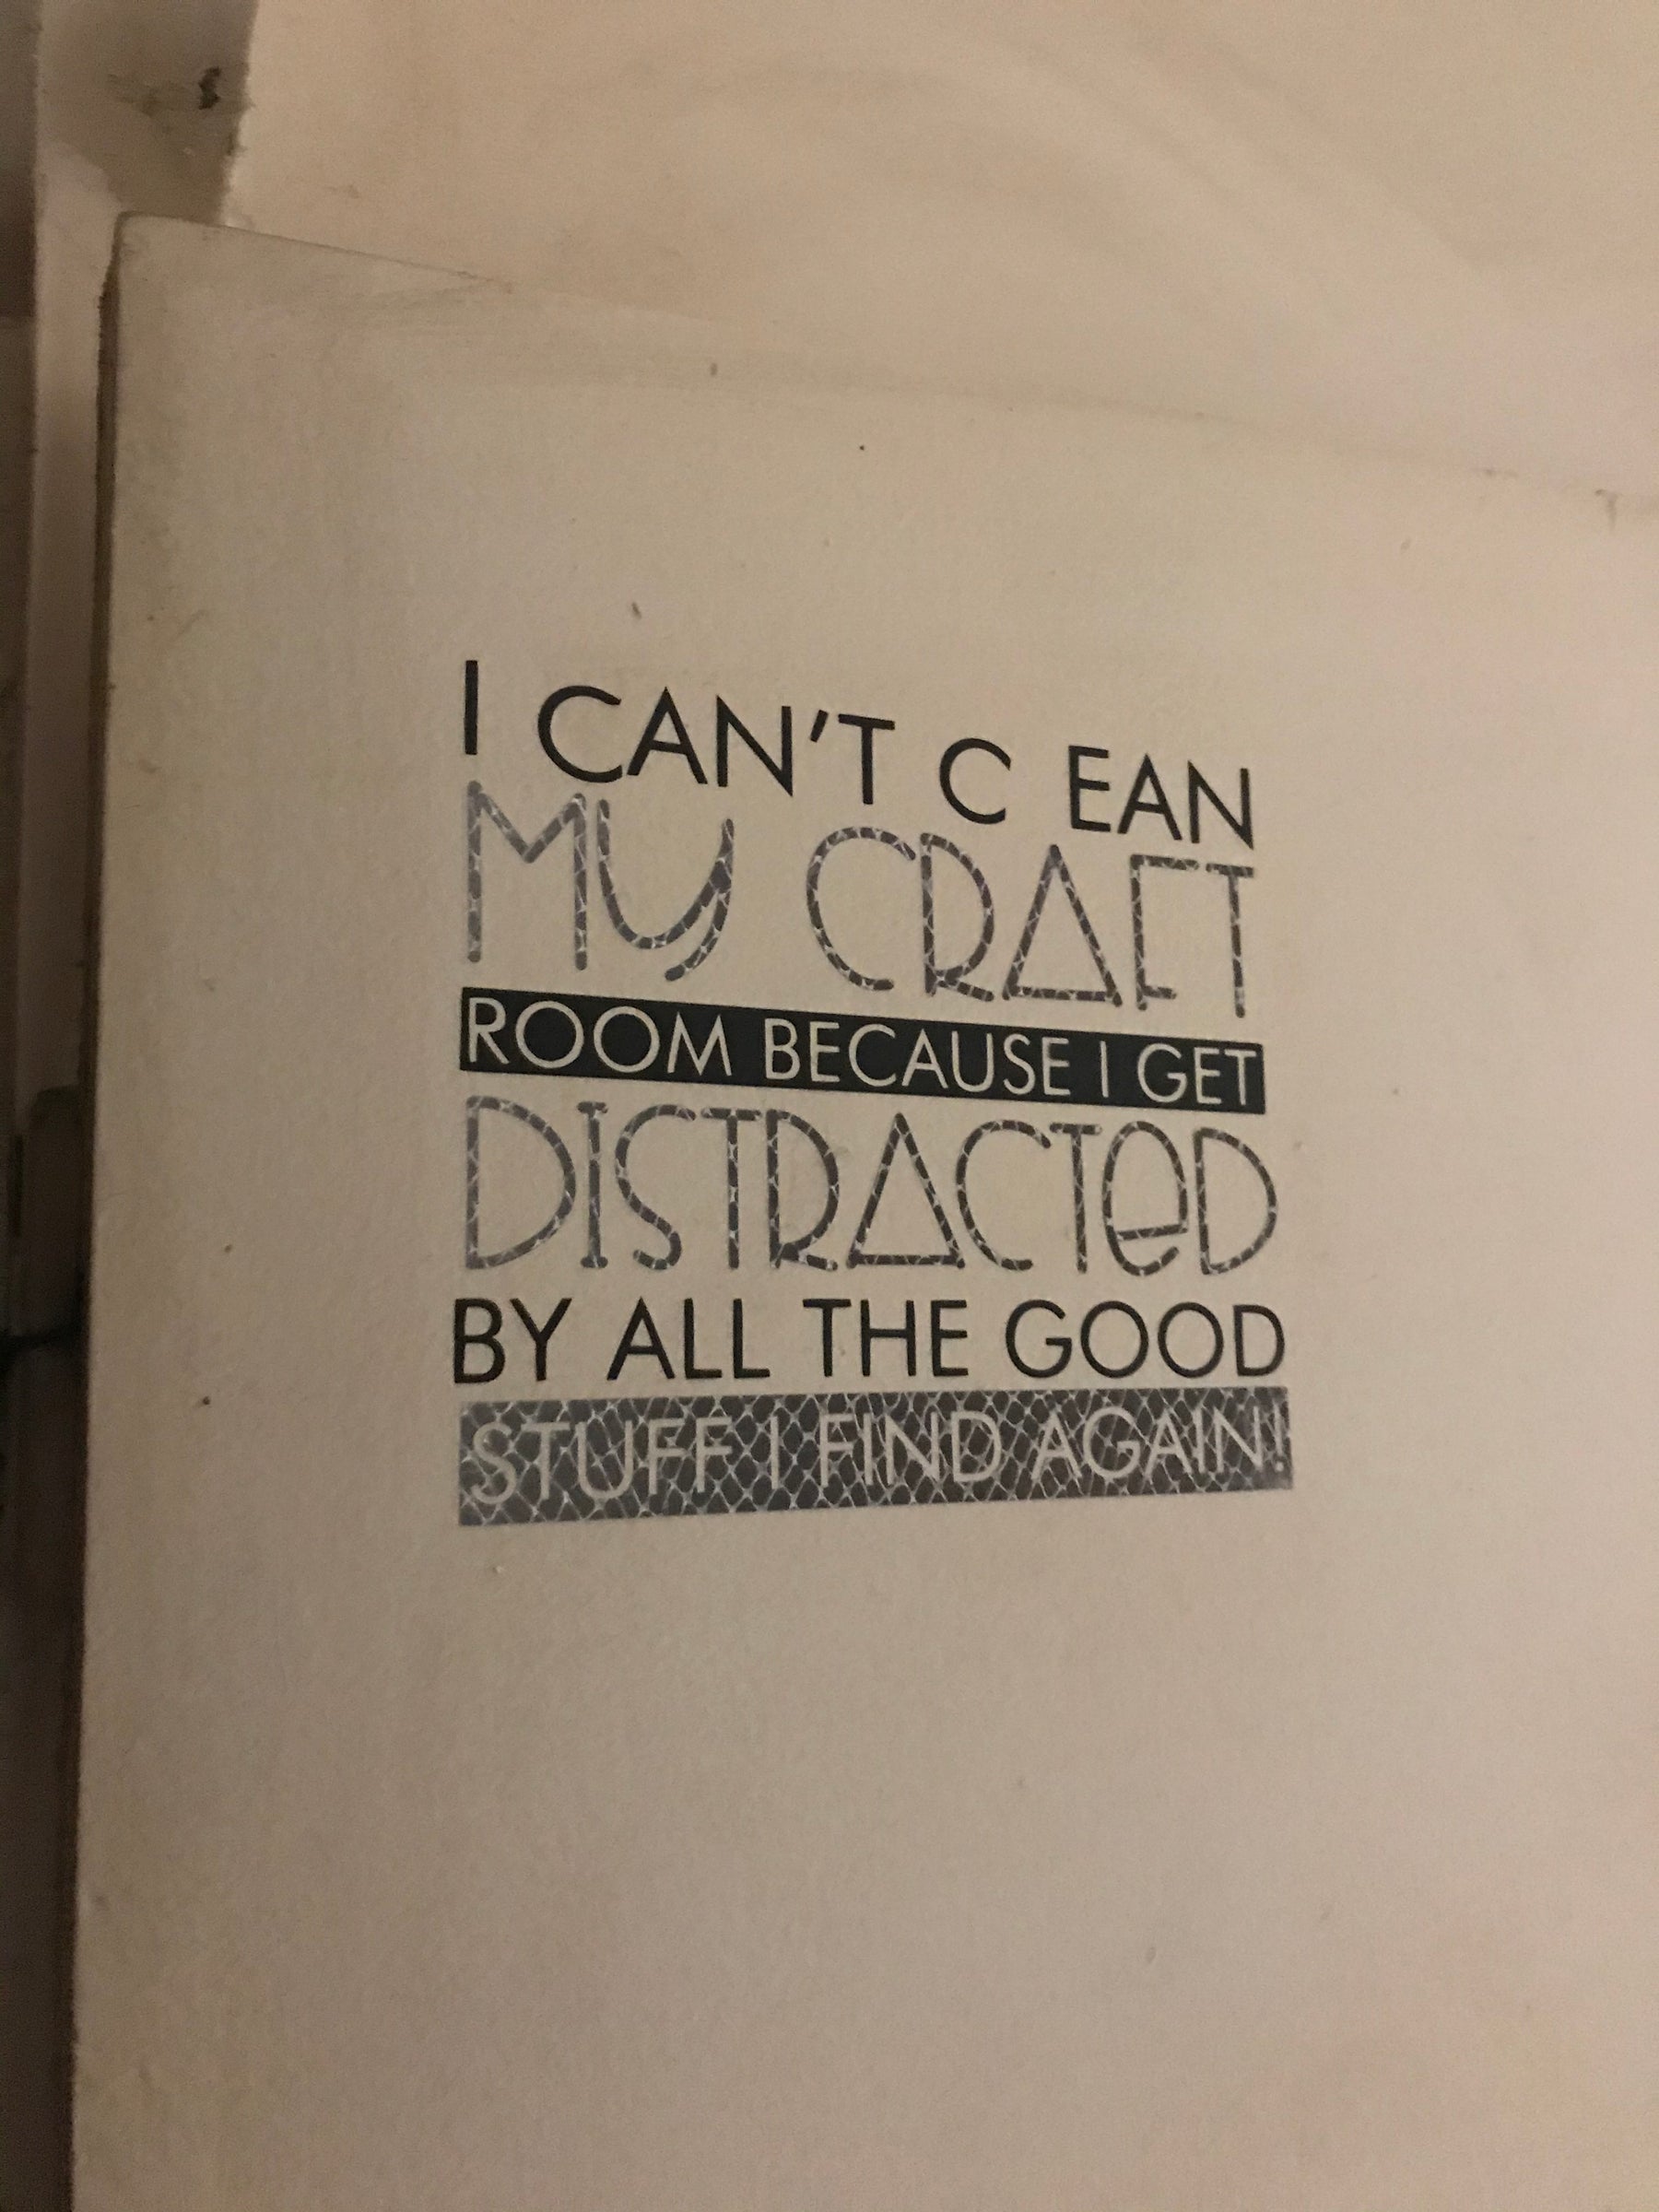 I CAN'T C EAN
MY CRAFT
ROOM BECAUSE I GET
DISTRACTED
BY ALL THE GOOD
STUFF I FIND AGAIN!